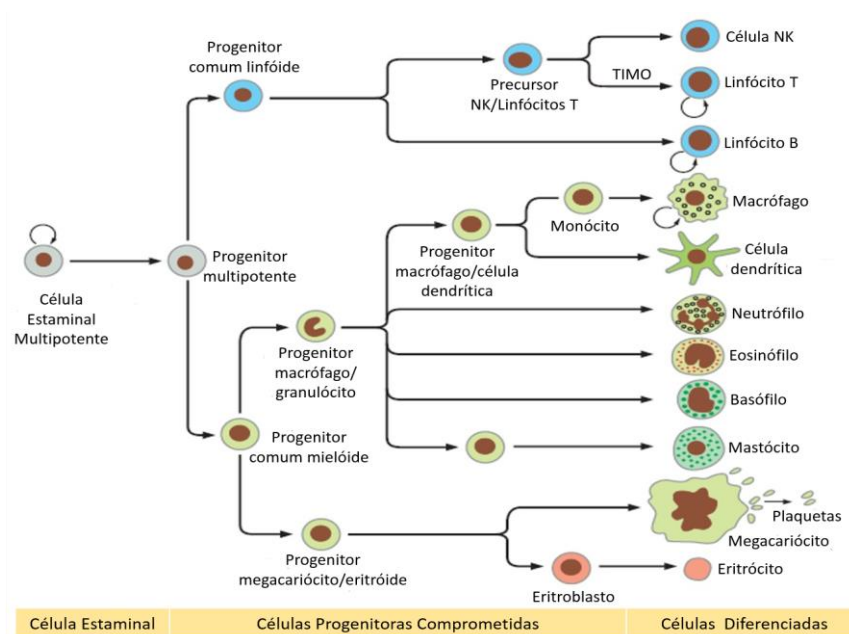 Progenitor
comum linfóide
Precursor
NK/Linfócitos T
TIMO
Célula NK
Linfócito T
Linfócito B
Célula
Estaminal
Multipotente
Progenitor
multipotente
Progenitor
macrófago/célula
dendrítica
Monócito
Macrófago
Célula
dendrítica
Progenitor
macrófago/
granulócito
Neutrófilo
Eosinófilo
Basófilo
Mastócito
Progenitor
comum mielóide
Progenitor
megacariócito/eritróide
Plaquetas
Megacariócito
Eritroblasto
Eritrócito
Célula Estaminal
Células Progenitoras Comprometidas
Células Diferenciadas